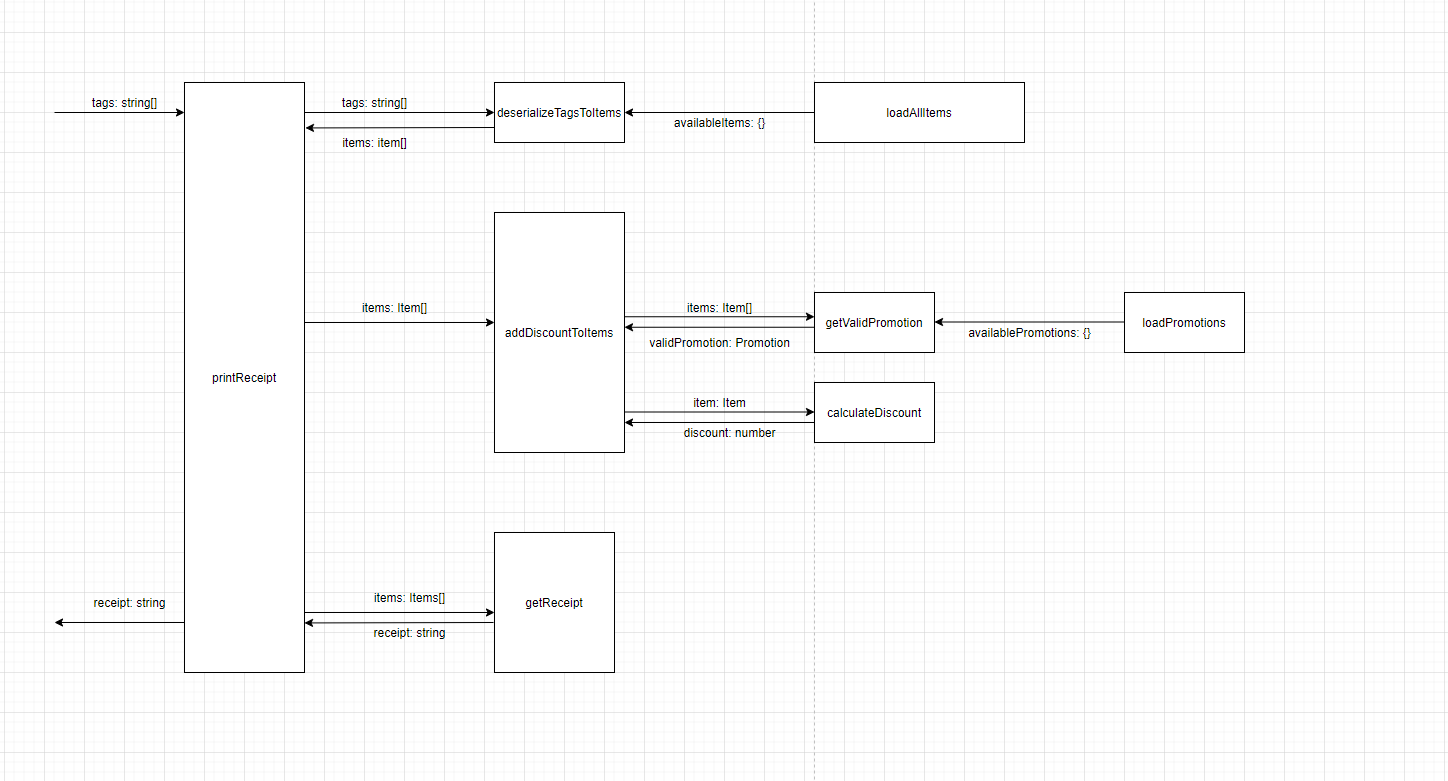 tags: string[]
tags: string[]
deserializeTagsToItems
availableItems: {}
loadAllItems
items: item[]
items: Item[]
addDiscountToItems
items: Item[]
validPromotion: Promotion
getValidPromotion
availablePromotions: {}
loadPromotions
printReceipt
item: Item
discount: number
calculateDiscount
receipt: string
items: Items[]
receipt: string
getReceipt